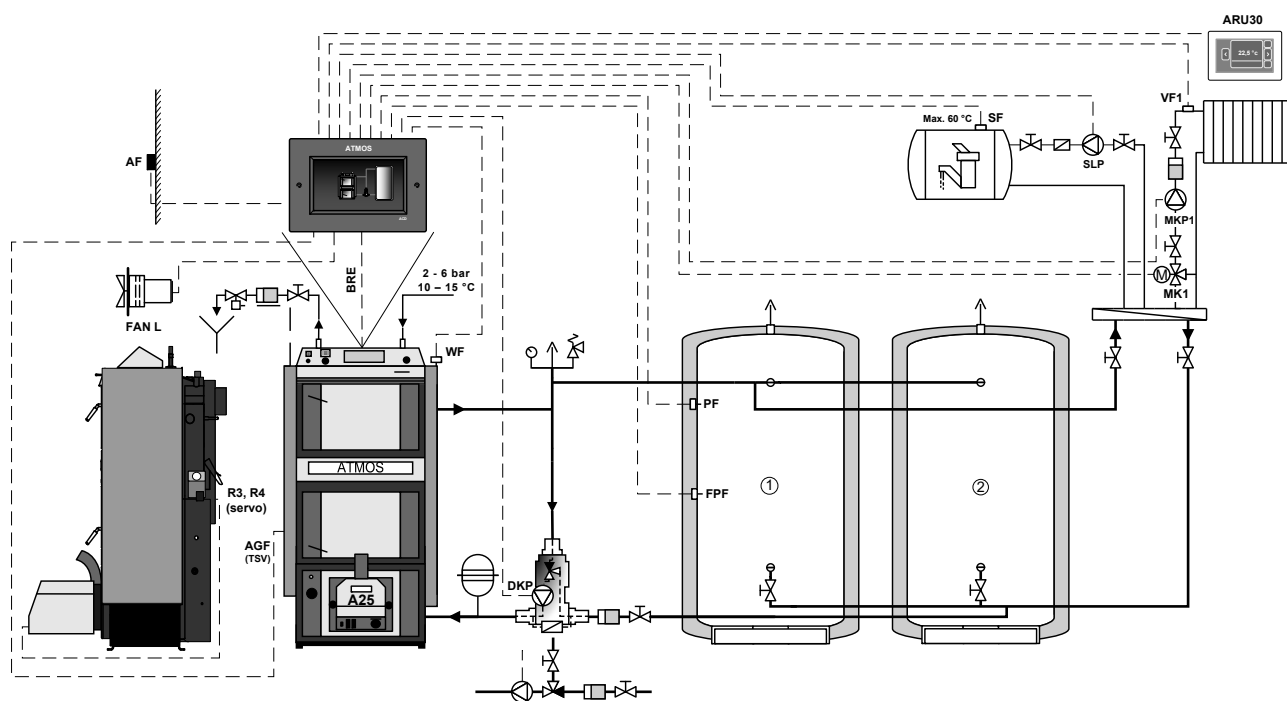 ARU30
22,5 °c
VF1
Max. 60 °C
SF
SLP
ATMOS
AF
MKP1
BRE
2 - 6 bar
10 – 15 °C
M
MK1
FAN L
WF
PF
ATMOS
FPF
1
2
R3, R4
(servo)
AGF
(TSV)
DKP
A25